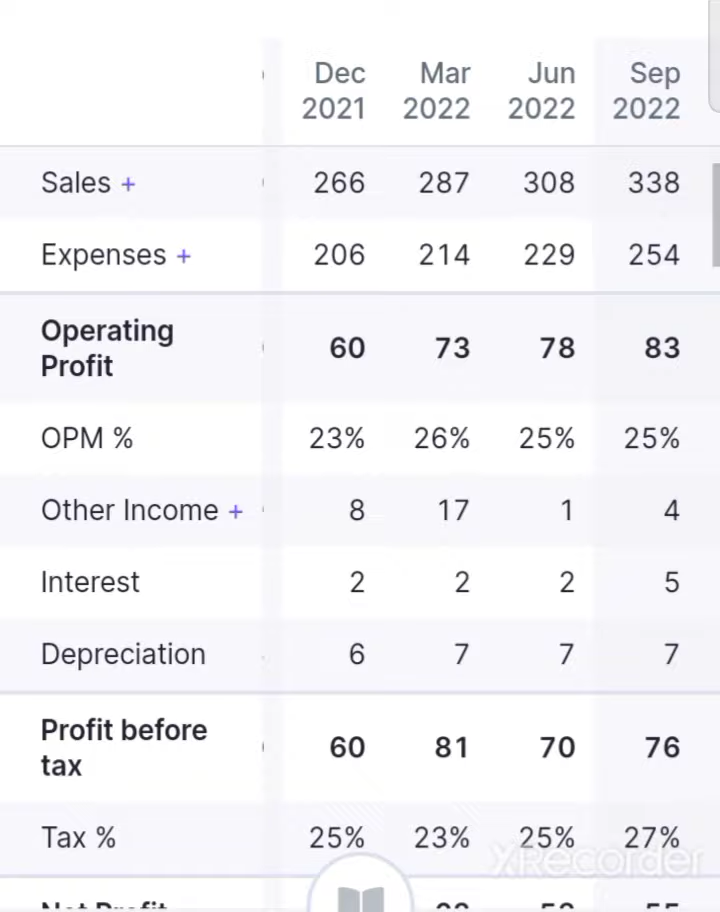 Dec Mar Jun Sep
2021 2022 2022 2022
Sales + 266 287 308 338
Expenses + 206 214 229 254
Operating
Profit 60 73 78 83
OPM % 23% 26% 25% 25%
Other Income + 8 17 1 4
Interest 2 2 2 5
Depreciation 6 7 7 7
Profit before
tax 60 81 70 76
Tax % 25% 23% 25% 27%
XRecorder